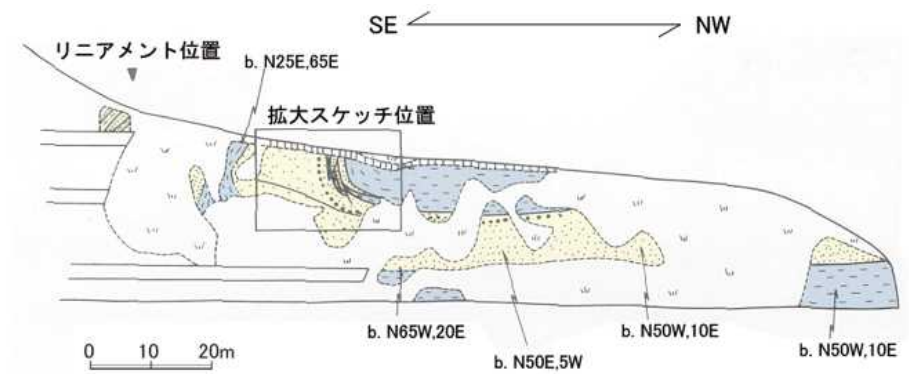 SE NW
リニアメント位置
b. N25E,65E
拡大スケッチ位置
b. N65W,20E
b. N50E,5W
b. N50W,10E
b. N50W,10E
0 10 20m